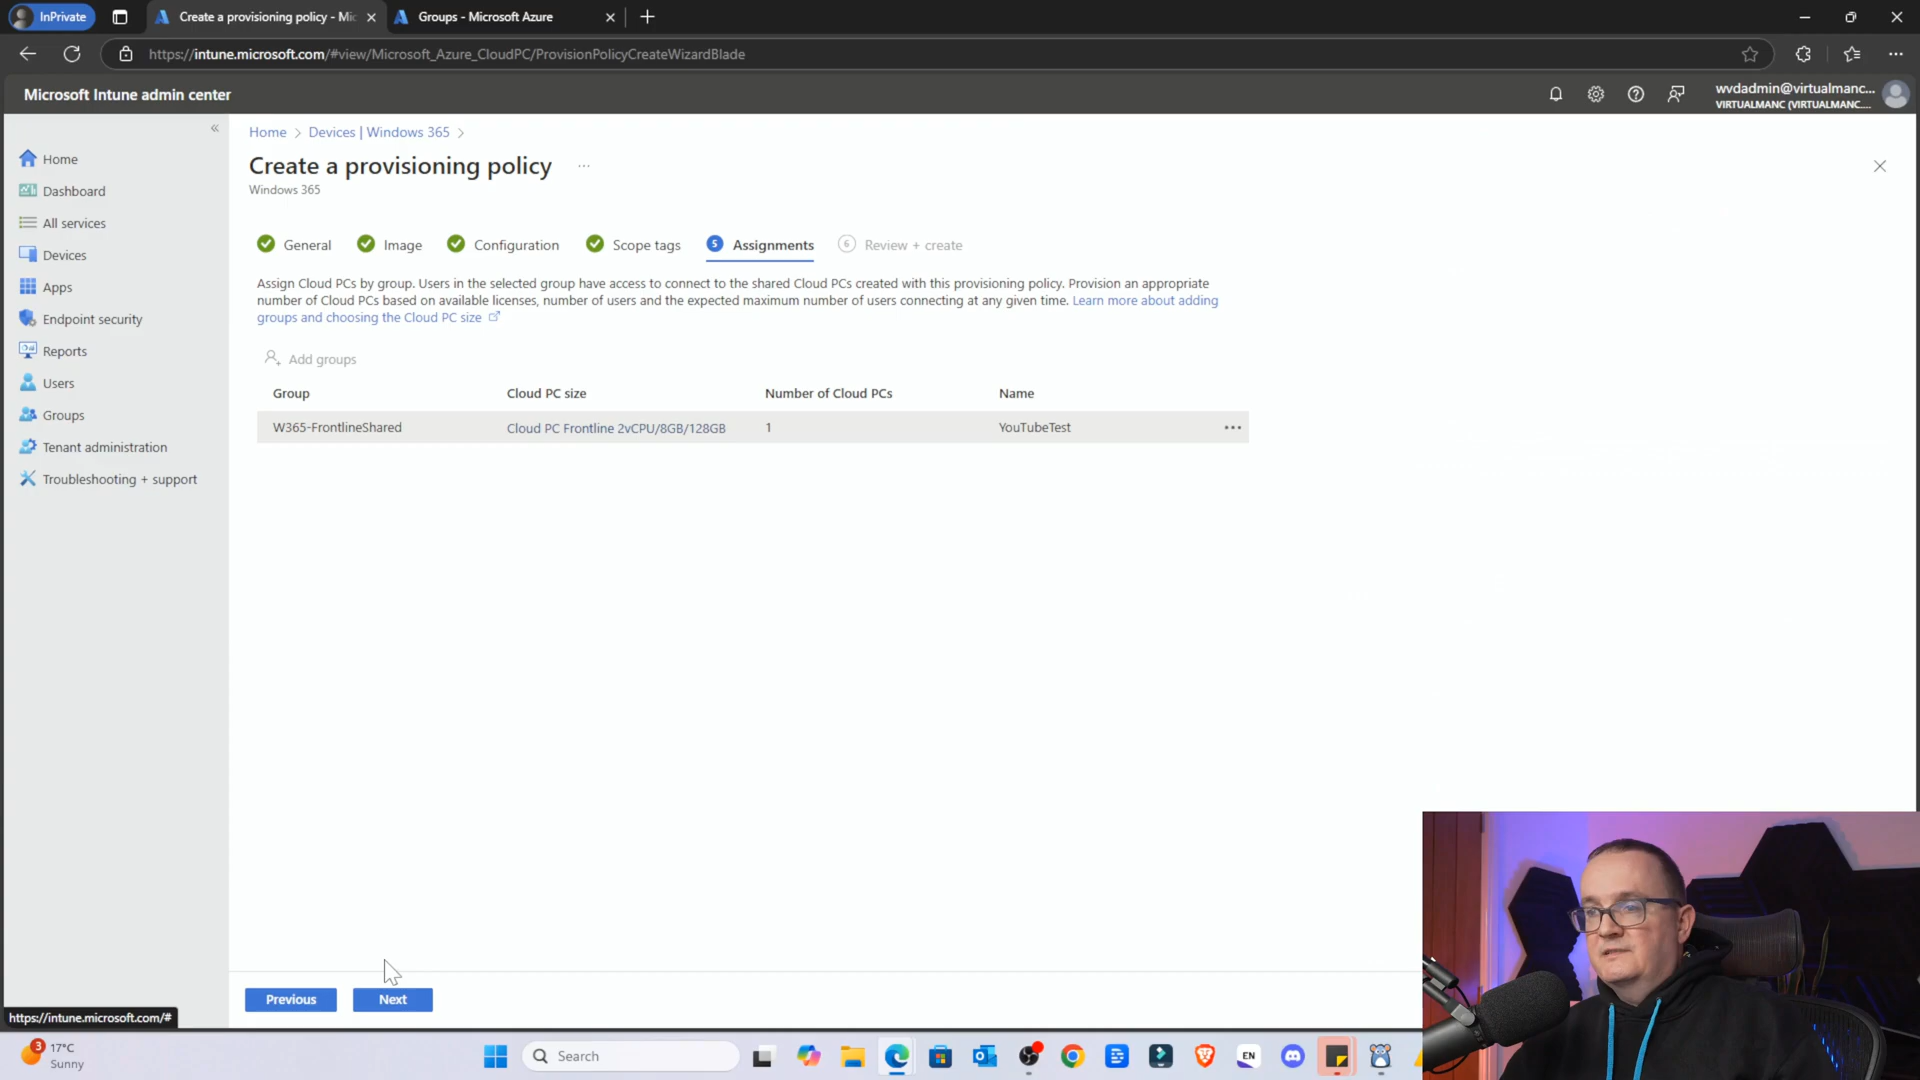 InPrivate
Create a provisioning policy - Mic
Groups - Microsoft Azure
https://intune.microsoft.com/#view/Microsoft_Azure_CloudPC/ProvisionPolicyCreateWizardBlade
Microsoft Intune admin center
wvdadmin@virtualmanc...
VIRTUALMANC (VIRTUALMANC....
Home
Dashboard
All services
Devices
Apps
Endpoint security
Reports
Users
Groups
Tenant administration
Troubleshooting + support
Home > Devices | Windows 365 >
Create a provisioning policy ...
Windows 365
General
Image
Configuration
Scope tags
5 Assignments
6 Review + create
Assign Cloud PCs by group. Users in the selected group have access to connect to the shared Cloud PCs created with this provisioning policy. Provision an appropriate
number of Cloud PCs based on available licenses, number of users and the expected maximum number of users connecting at any given time. Learn more about adding
groups and choosing the Cloud PC size
Add groups
Group Cloud PC size Number of Cloud PCs Name
W365-FrontlineShared Cloud PC Frontline 2vCPU/8GB/128GB 1 YouTubeTest
Previous
Next
https://intune.microsoft.com/#
3
17°C
Sunny
Search
EN